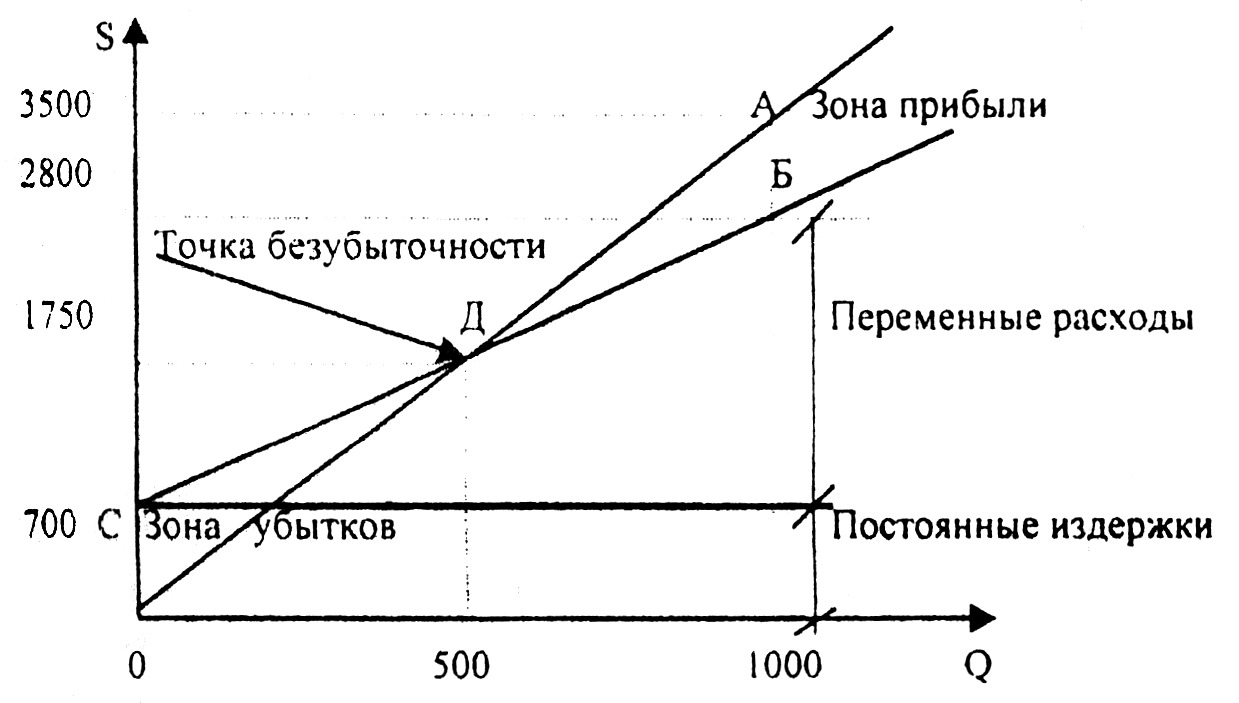 S
3500
А Зона прибыли
2800
Б
Точка безубыточности
1750
Д
Переменные расходы
700 С Зона убытков
Постоянные издержки
0 500 1000 Q